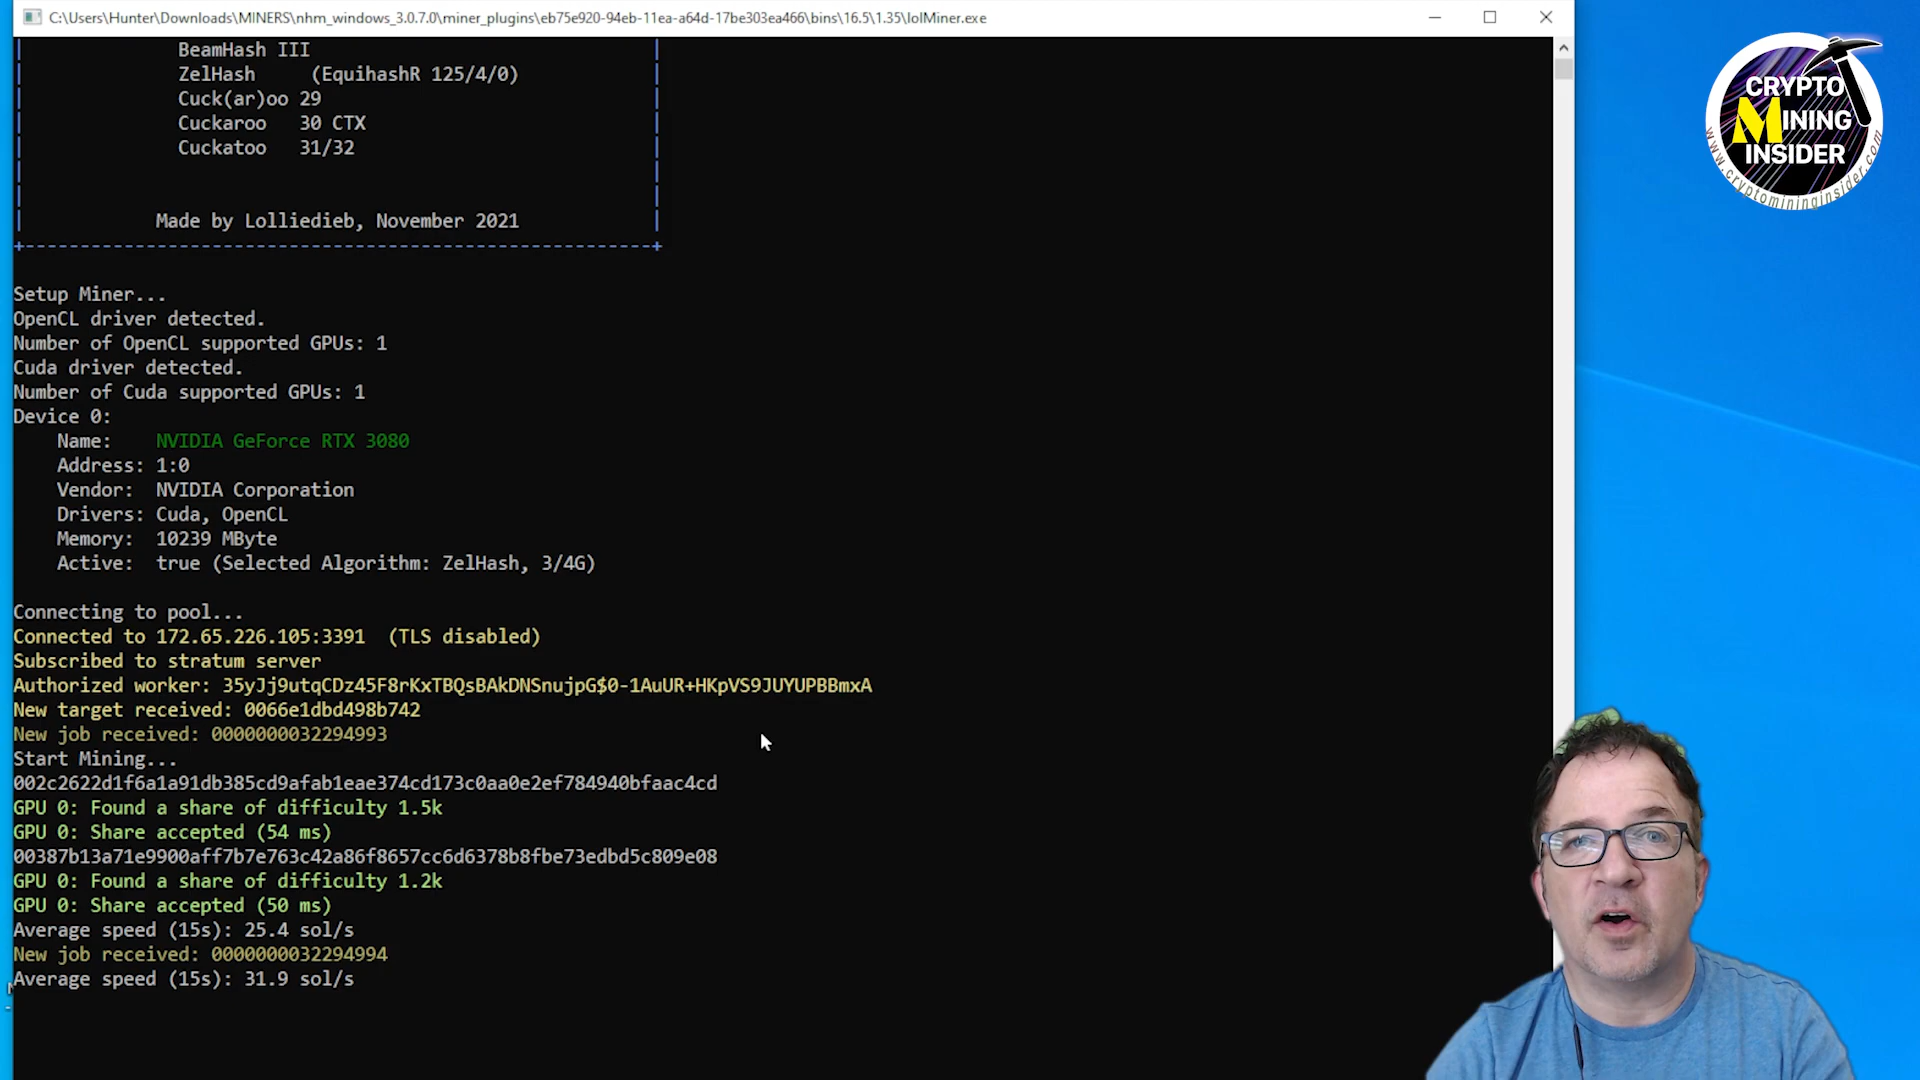 C:\Users\Hunter\Downloads\MINERS\nhm_windows_3.0.7.0\miner_plugins\eb75e920-94eb-11ea-a64d-17be303ea466\bins\16.5\1.35\lolMiner.exe
BeamHash III
ZelHash (EquihashR 125/4/0)
Cuck(ar)oo 29
Cuckaroo 30 CTX
Cuckatoo 31/32
Made by Lolliedieb, November 2021
Setup Miner...
OpenCL driver detected.
Number of OpenCL supported GPUs: 1
Cuda driver detected.
Number of Cuda supported GPUs: 1
Device 0:
Name: NVIDIA GeForce RTX 3080
Address: 1:0
Vendor: NVIDIA Corporation
Drivers: Cuda, OpenCL
Memory: 10239 MByte
Active: true (Selected Algorithm: ZelHash, 3/4G)
Connecting to pool...
Connected to 172.65.226.105:3391 (TLS disabled)
Subscribed to stratum server
Authorized worker: 35yJj9utqCDz45F8rKxTBQsBAkDNSnujpG$0-1AuUR+HKpVS9JUYUPBBmxA
New target received: 0066e1dbd498b742
New job received: 0000000032294993
Start Mining...
002c2622d1f6a1a91db385cd9afab1eae374cd173c0aa0e2ef784940bfaac4cd
GPU 0: Found a share of difficulty 1.5k
GPU 0: Share accepted (54 ms)
00387b13a71e9900aff7b7e763c42a86f8657cc6d6378b8fbe73edbd5c809e08
GPU 0: Found a share of difficulty 1.2k
GPU 0: Share accepted (50 ms)
Average speed (15s): 25.4 sol/s
New job received: 0000000032294994
Average speed (15s): 31.9 sol/s
CRYPTO
MINING
INSIDER
www.cryptomininginsider.com